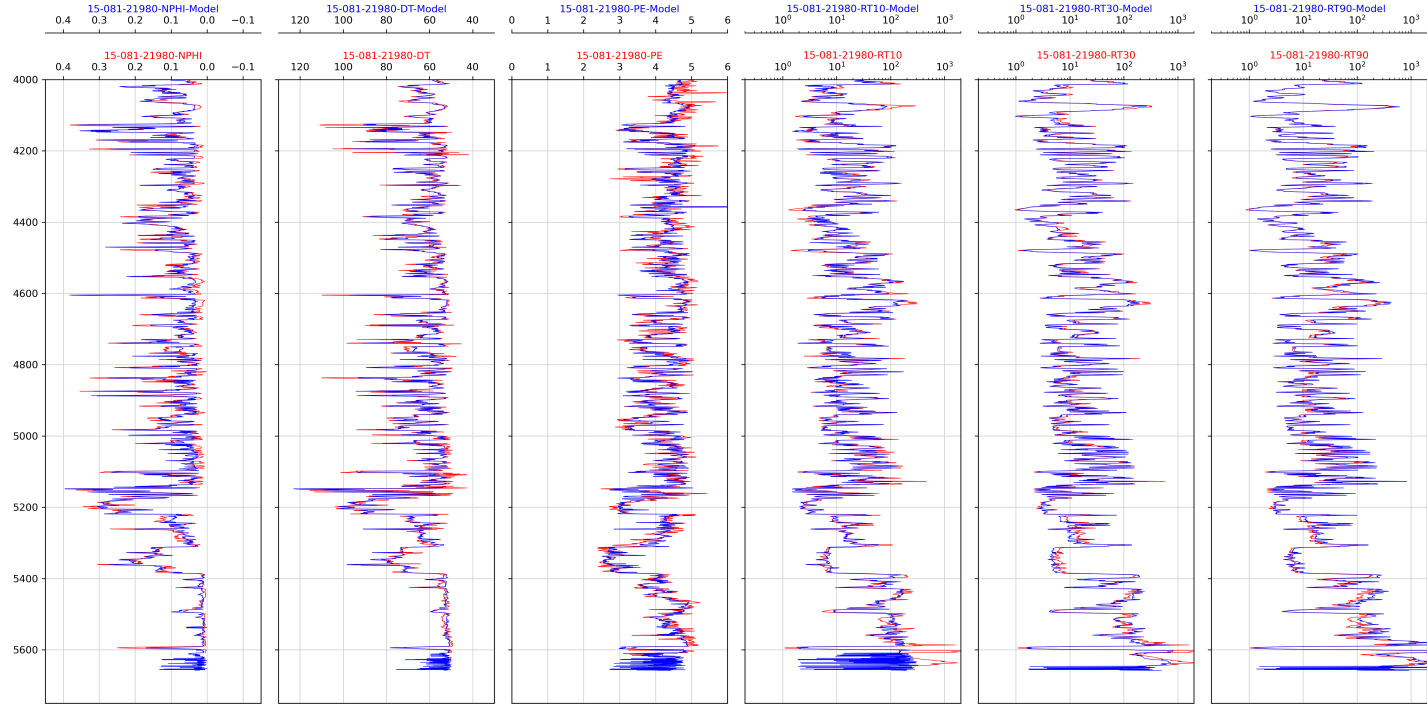 15-081-21980-NPHI-Model 15-081-21980-DT-Model 15-081-21980-PE-Model 15-081-21980-RT10-Model 15-081-21980-RT30-Model 15-081-21980-RT90-Model
0.4 0.3 0.2 0.1 0.0 −0.1 120 100 80 60 40 0 1 2 3 4 5 6 10⁰ 10¹ 10² 10³ 10⁰ 10¹ 10² 10³ 10⁰ 10¹ 10² 10³
15-081-21980-NPHI 15-081-21980-DT 15-081-21980-PE 15-081-21980-RT10 15-081-21980-RT30 15-081-21980-RT90
0.4 0.3 0.2 0.1 0.0 −0.1 120 100 80 60 40 0 1 2 3 4 5 6 10⁰ 10¹ 10² 10³ 10⁰ 10¹ 10² 10³ 10⁰ 10¹ 10² 10³
4000
4200
4400
4600
4800
5000
5200
5400
5600